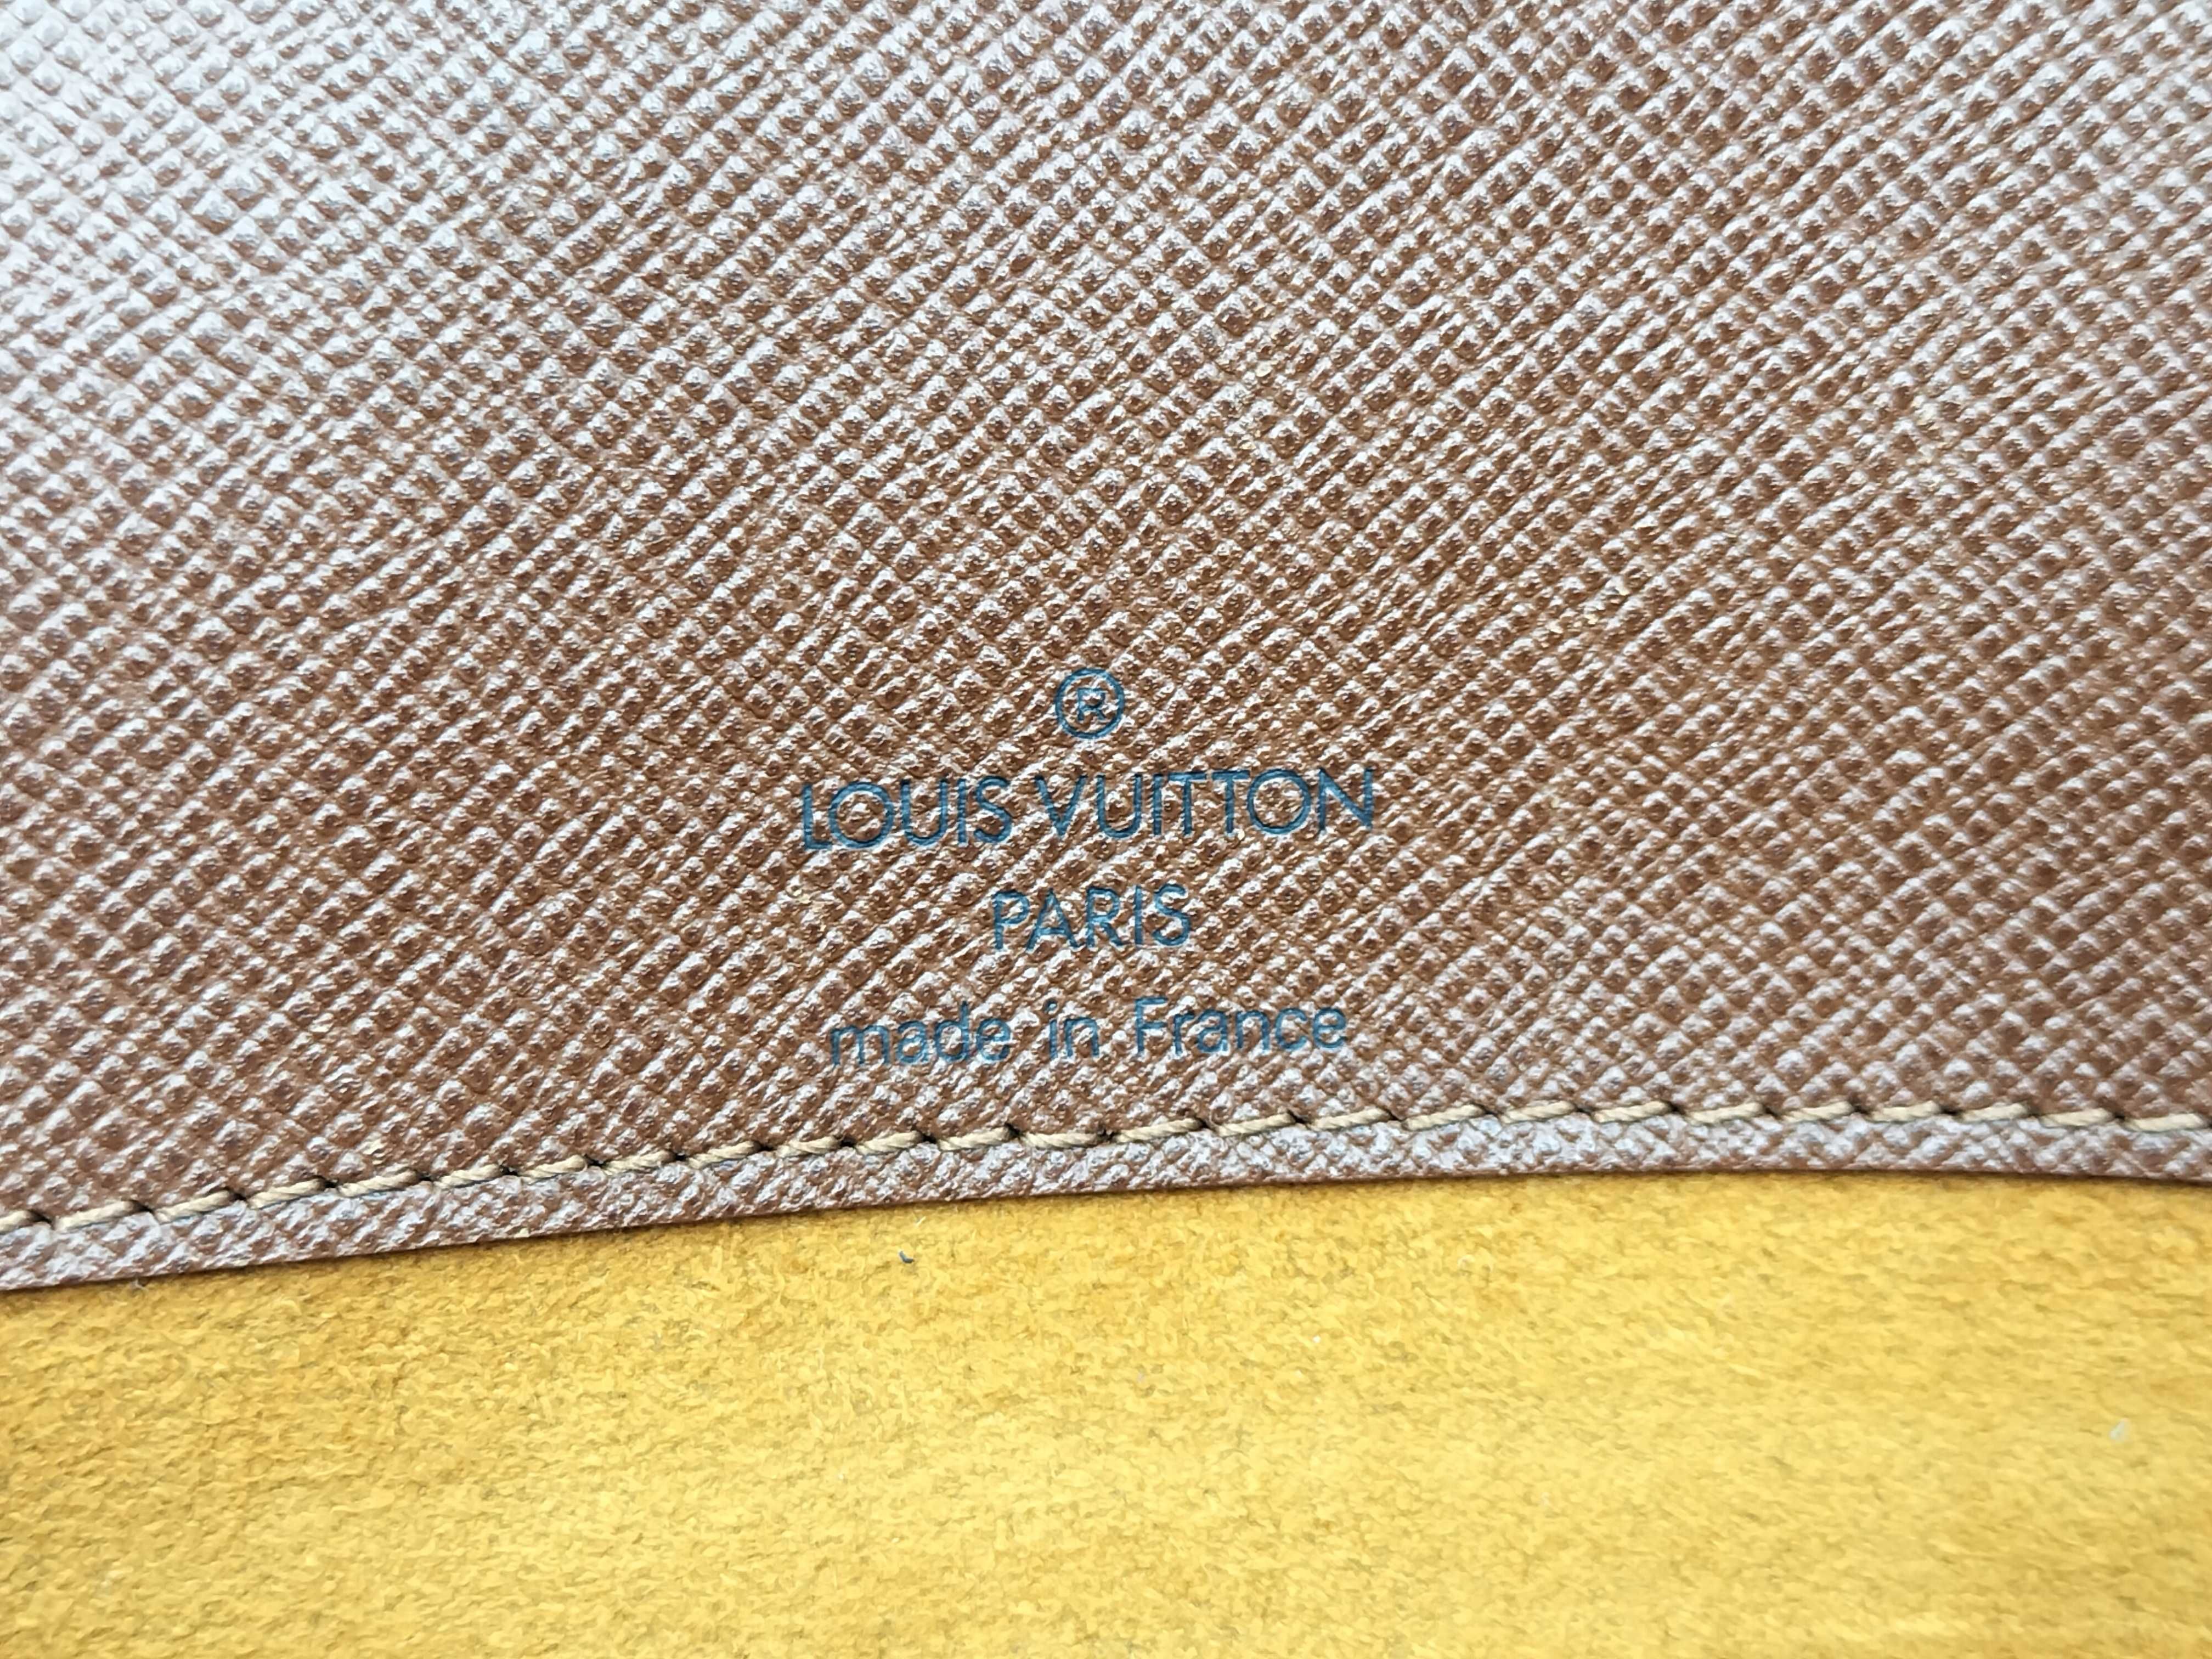 ®
LOUIS VUITTON
PARIS
made in France